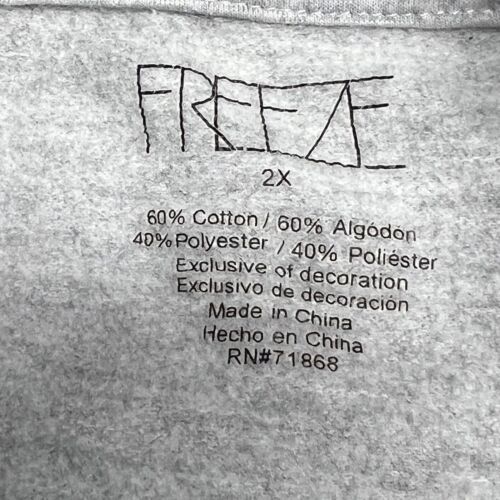 FREEZE
2X
60% Cotton / 60% Algódon
40% Polyester / 40% Poliéster
Exclusive of decoration
Exclusivo de decoración
Made in China
Hecho en China
RN#71868